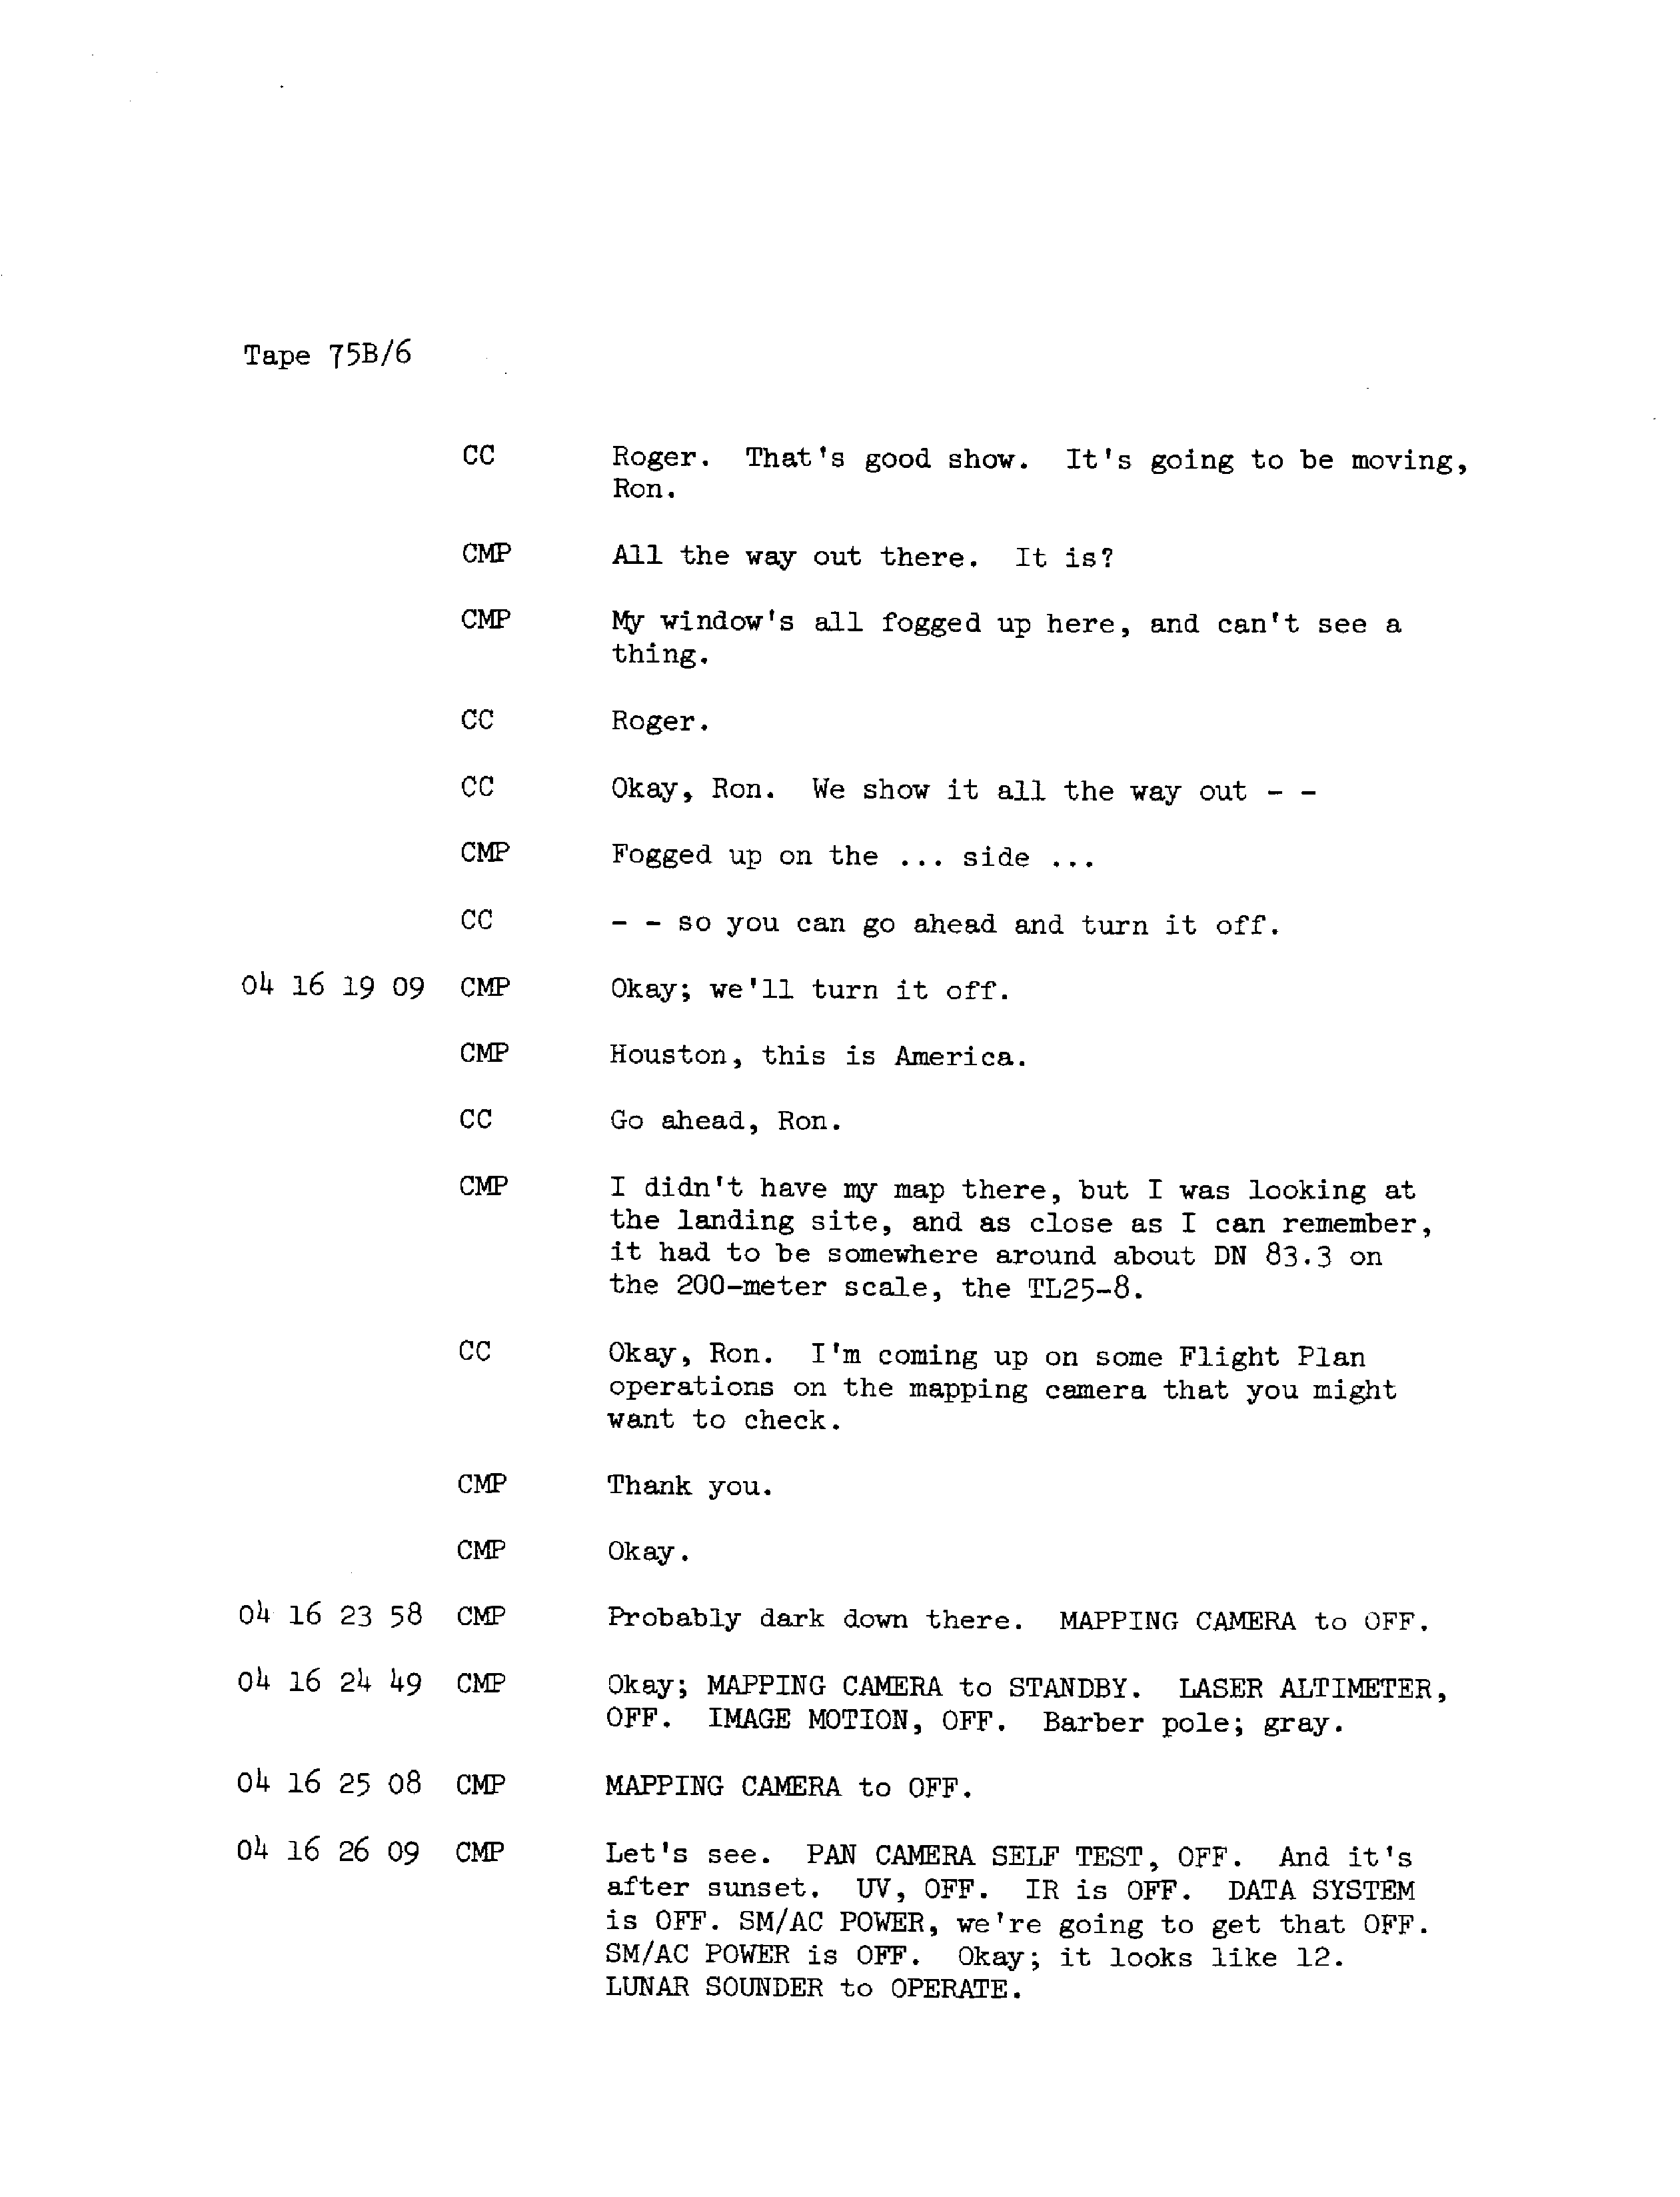 Tape 75B/6
CC Roger. That's good show. It's going to be moving,
Ron.
CMP All the way out there. It is?
CMP My window's all fogged up here, and can't see a
thing.
CC Roger.
CC Okay, Ron. We show it all the way out - -
CMP Fogged up on the ... side ...
CC - - so you can go ahead and turn it off.
04 16 19 09 CMP Okay; we'll turn it off.
CMP Houston, this is America.
CC Go ahead, Ron.
CMP I didn't have my map there, but I was looking at
the landing site, and as close as I can remember,
it had to be somewhere around about DN 83.3 on
the 200-meter scale, the TL25-8.
CC Okay, Ron. I'm coming up on some Flight Plan
operations on the mapping camera that you might
want to check.
CMP Thank you.
CMP Okay.
04 16 23 58 CMP Probably dark down there. MAPPING CAMERA to OFF.
04 16 24 49 CMP Okay; MAPPING CAMERA to STANDBY. LASER ALTIMETER,
OFF. IMAGE MOTION, OFF. Barber pole; gray.
04 16 25 08 CMP MAPPING CAMERA to OFF.
04 16 26 09 CMP Let's see. PAN CAMERA SELF TEST, OFF. And it's
after sunset. UV, OFF. IR is OFF. DATA SYSTEM
is OFF. SM/AC POWER, we're going to get that OFF.
SM/AC POWER is OFF. Okay; it looks like 12.
LUNAR SOUNDER to OPERATE.